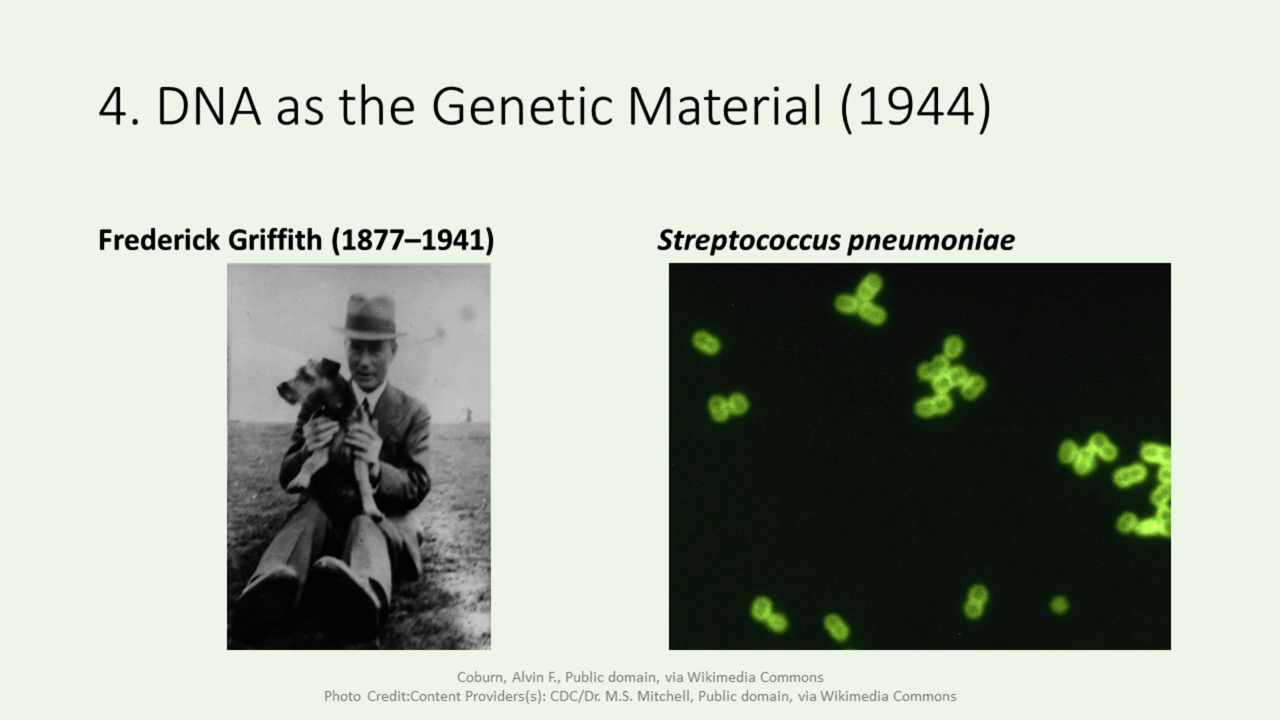 4. DNA as the Genetic Material (1944)
Frederick Griffith (1877–1941)
Streptococcus pneumoniae
Coburn, Alvin F., Public domain, via Wikimedia Commons
Photo Credit:Content Providers(s): CDC/Dr. M.S. Mitchell, Public domain, via Wikimedia Commons